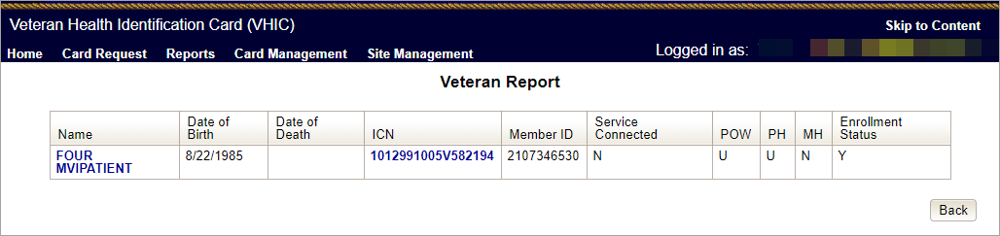 Veteran Health Identification Card (VHIC)
Skip to Content
Home Card Request Reports Card Management Site Management
Logged in as:
Veteran Report
Name Date of Birth Date of Death ICN Member ID Service Connected POW PH MH Enrollment Status
FOUR MVIPATIENT 8/22/1985 1012991005V582194 2107346530 N U U N Y
Back